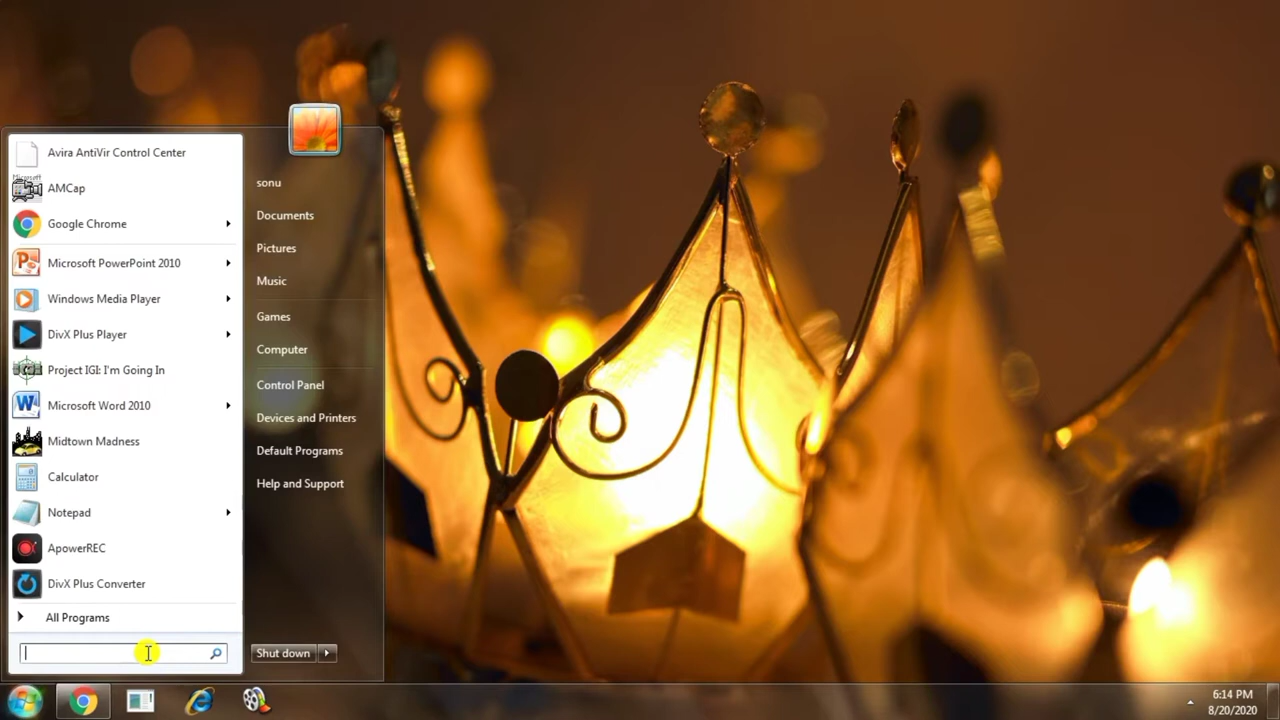 Avira AntiVir Control Center
Microsoft
AMCap
Google Chrome
Microsoft PowerPoint 2010
Windows Media Player
DivX Plus Player
Project IGI: I'm Going In
Microsoft Word 2010
Midtown Madness
Calculator
Notepad
ApowerREC
DivX Plus Converter
All Programs
sonu
Documents
Pictures
Music
Games
Computer
Control Panel
Devices and Printers
Default Programs
Help and Support
Shut down
6:14 PM
8/20/2020